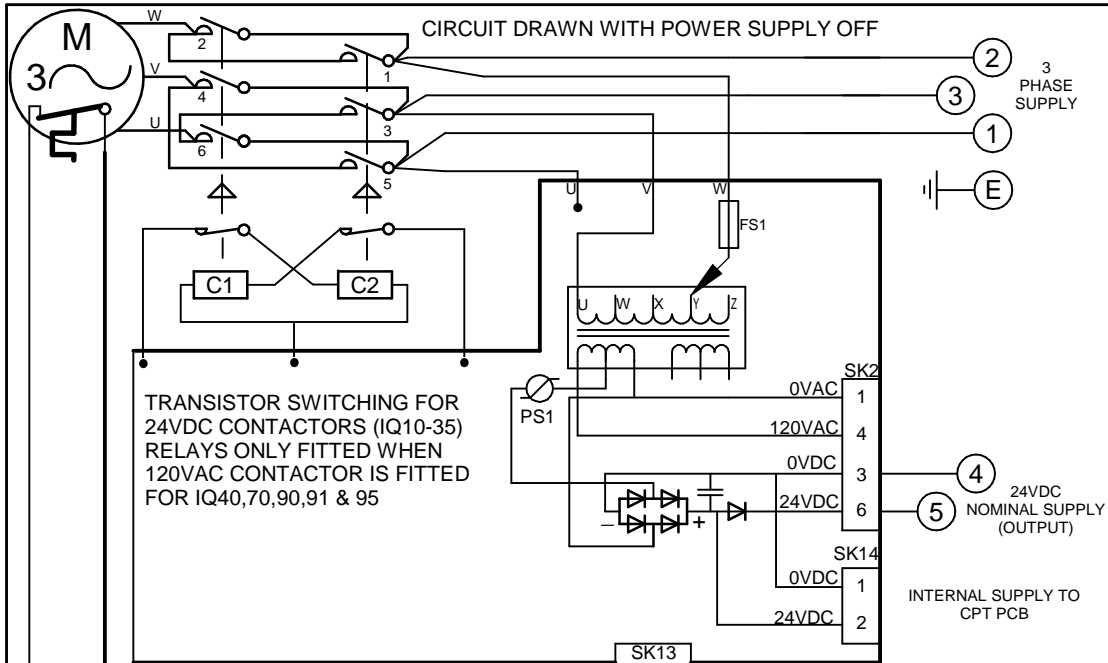 CIRCUIT DRAWN WITH POWER SUPPLY OFF
W
M
3
V
U
2
4
6
1
3
5
2
3
1
E
3
PHASE
SUPPLY
U
V
W
FS1
C1
C2
U
W
X
Y
Z
PS1
TRANSISTOR SWITCHING FOR
24VDC CONTACTORS (IQ10-35)
RELAYS ONLY FITTED WHEN
120VAC CONTACTOR IS FITTED
FOR IQ40,70,90,91 & 95
SK2
0VAC 1
120VAC 4
0VDC 3
24VDC 6
4
5
24VDC
NOMINAL SUPPLY
(OUTPUT)
– +
SK14
0VDC 1
24VDC 2
INTERNAL SUPPLY TO
CPT PCB
SK13